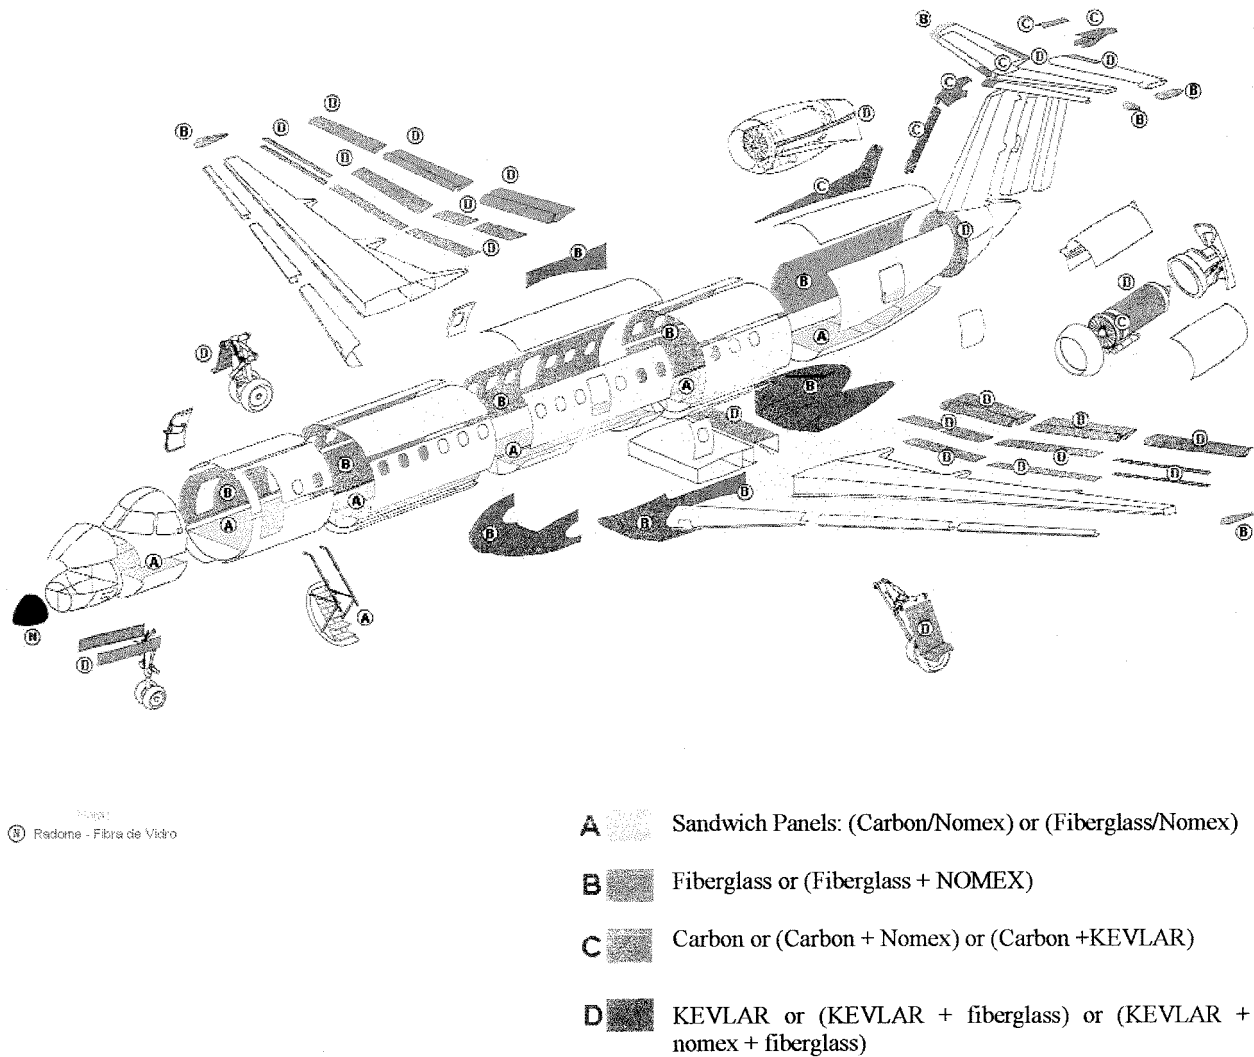 B
C
C
D
C
D
B
B
C
C
D
D
D
D
D
D
D
D
B
C
D
B
B
D
C
A
B
B
A
B
A
D
B
D
D
D
D
D
D
D
D
D
B
A
B
A
A
B
B
B
B
N
D
A
D
N Radome - Fibra de Vidro
A Sandwich Panels: (Carbon/Nomex) or (Fiberglass/Nomex)
B Fiberglass or (Fiberglass + NOMEX)
C Carbon or (Carbon + Nomex) or (Carbon +KEVLAR)
D KEVLAR or (KEVLAR + fiberglass) or (KEVLAR +
nomex + fiberglass)